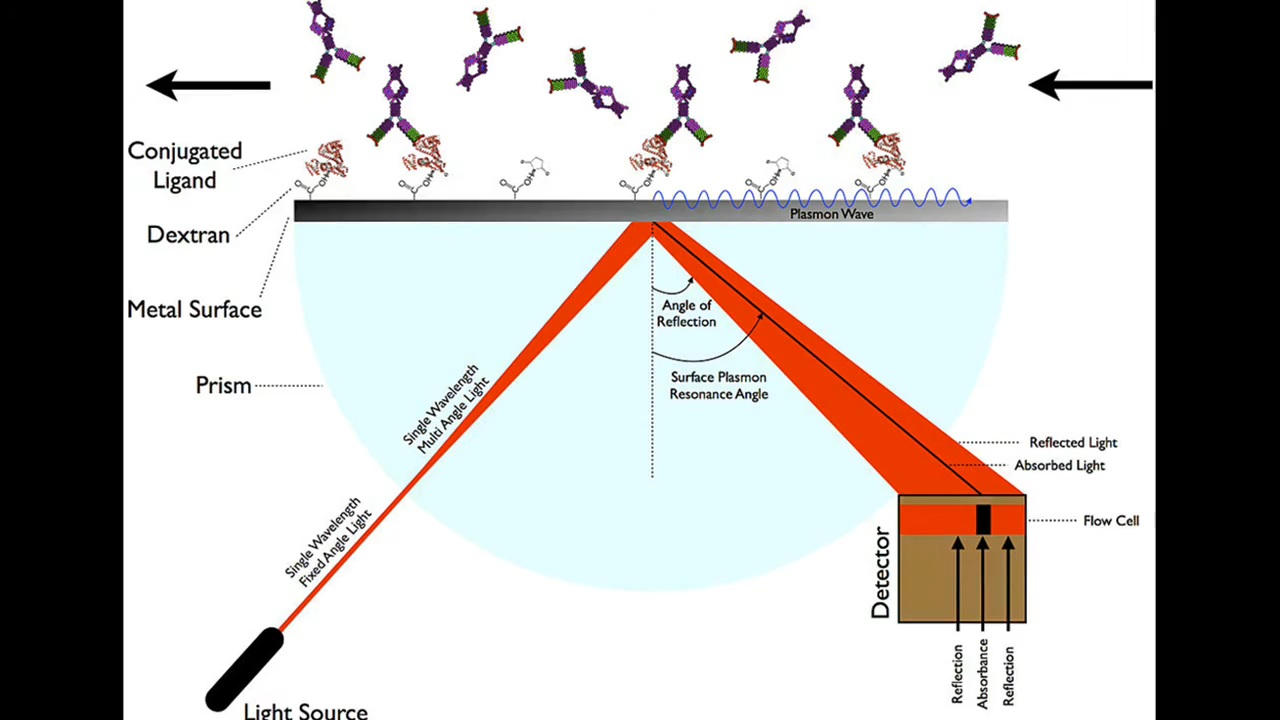 Conjugated
Ligand
Dextran
Metal Surface
Plasmon Wave
Angle of
Reflection
Prism
Surface Plasmon
Resonance Angle
Single Wavelength
Multi Angle Light
Reflected Light
Absorbed Light
Single Wavelength
Fixed Angle Light
Flow Cell
Detector
Reflection
Absorbance
Reflection
Light Source